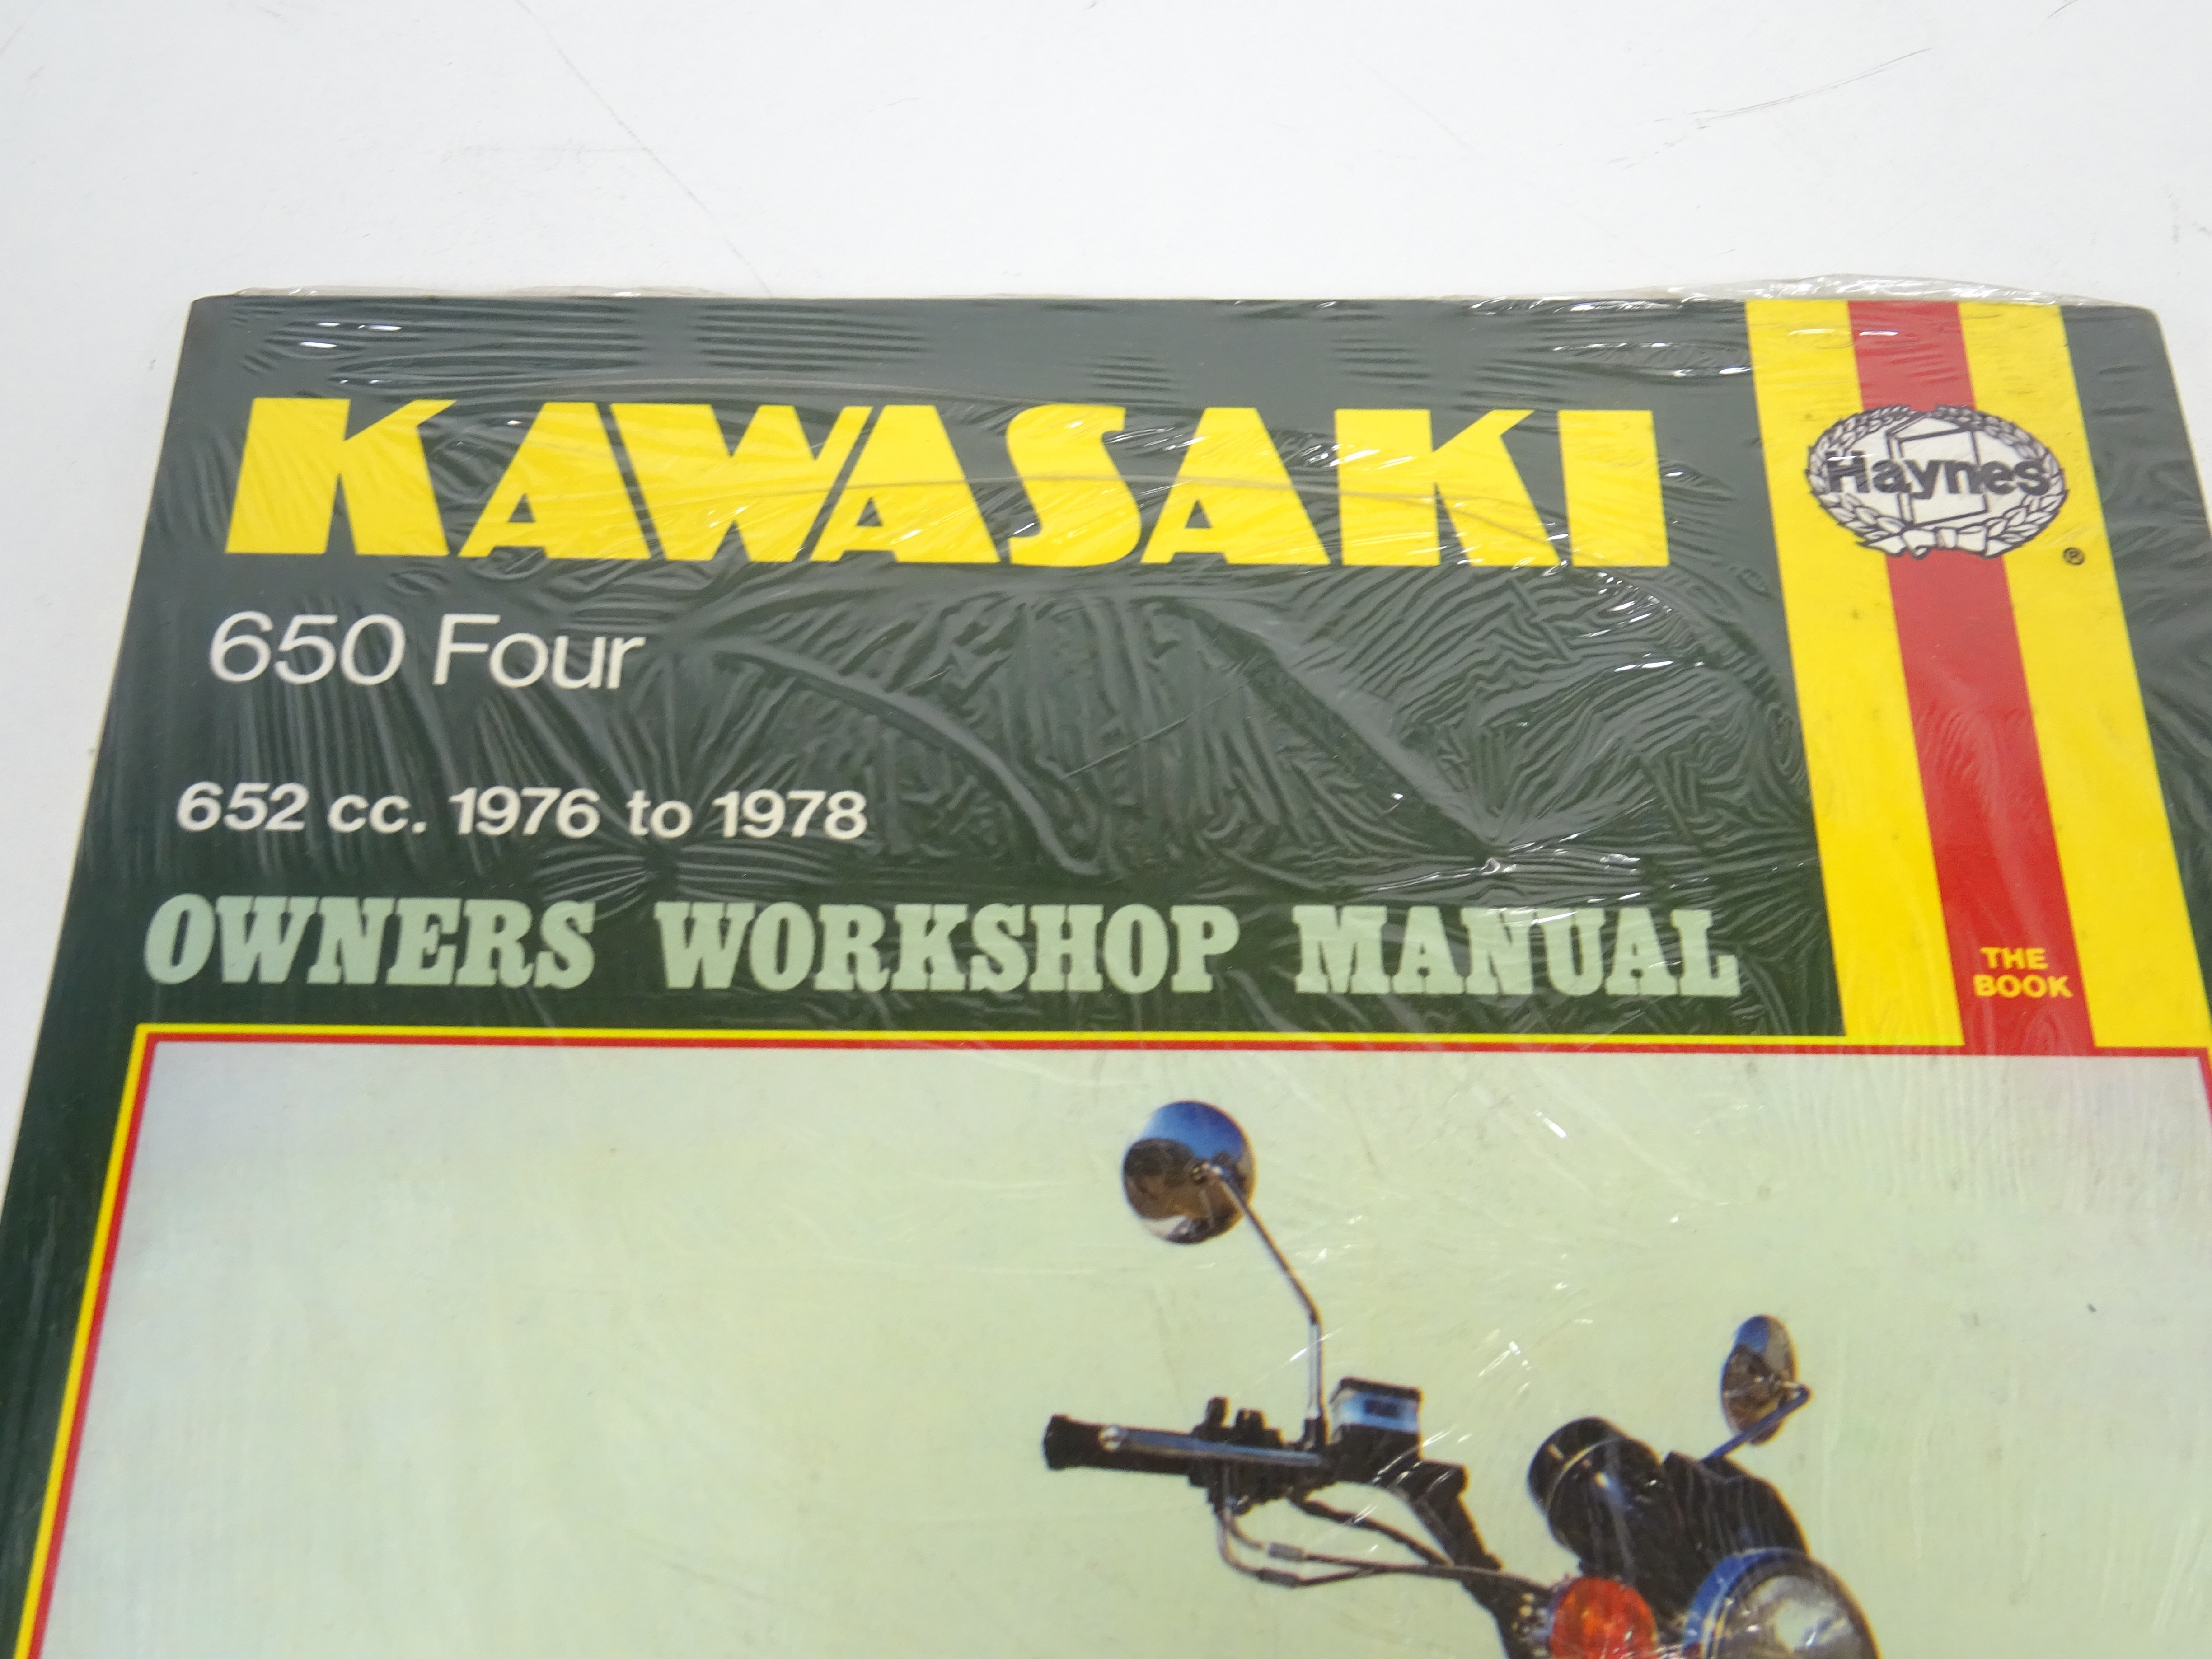 KAWASAKI
Haynes
®
650 Four
652 cc. 1976 to 1978
OWNERS WORKSHOP MANUAL
THE
BOOK